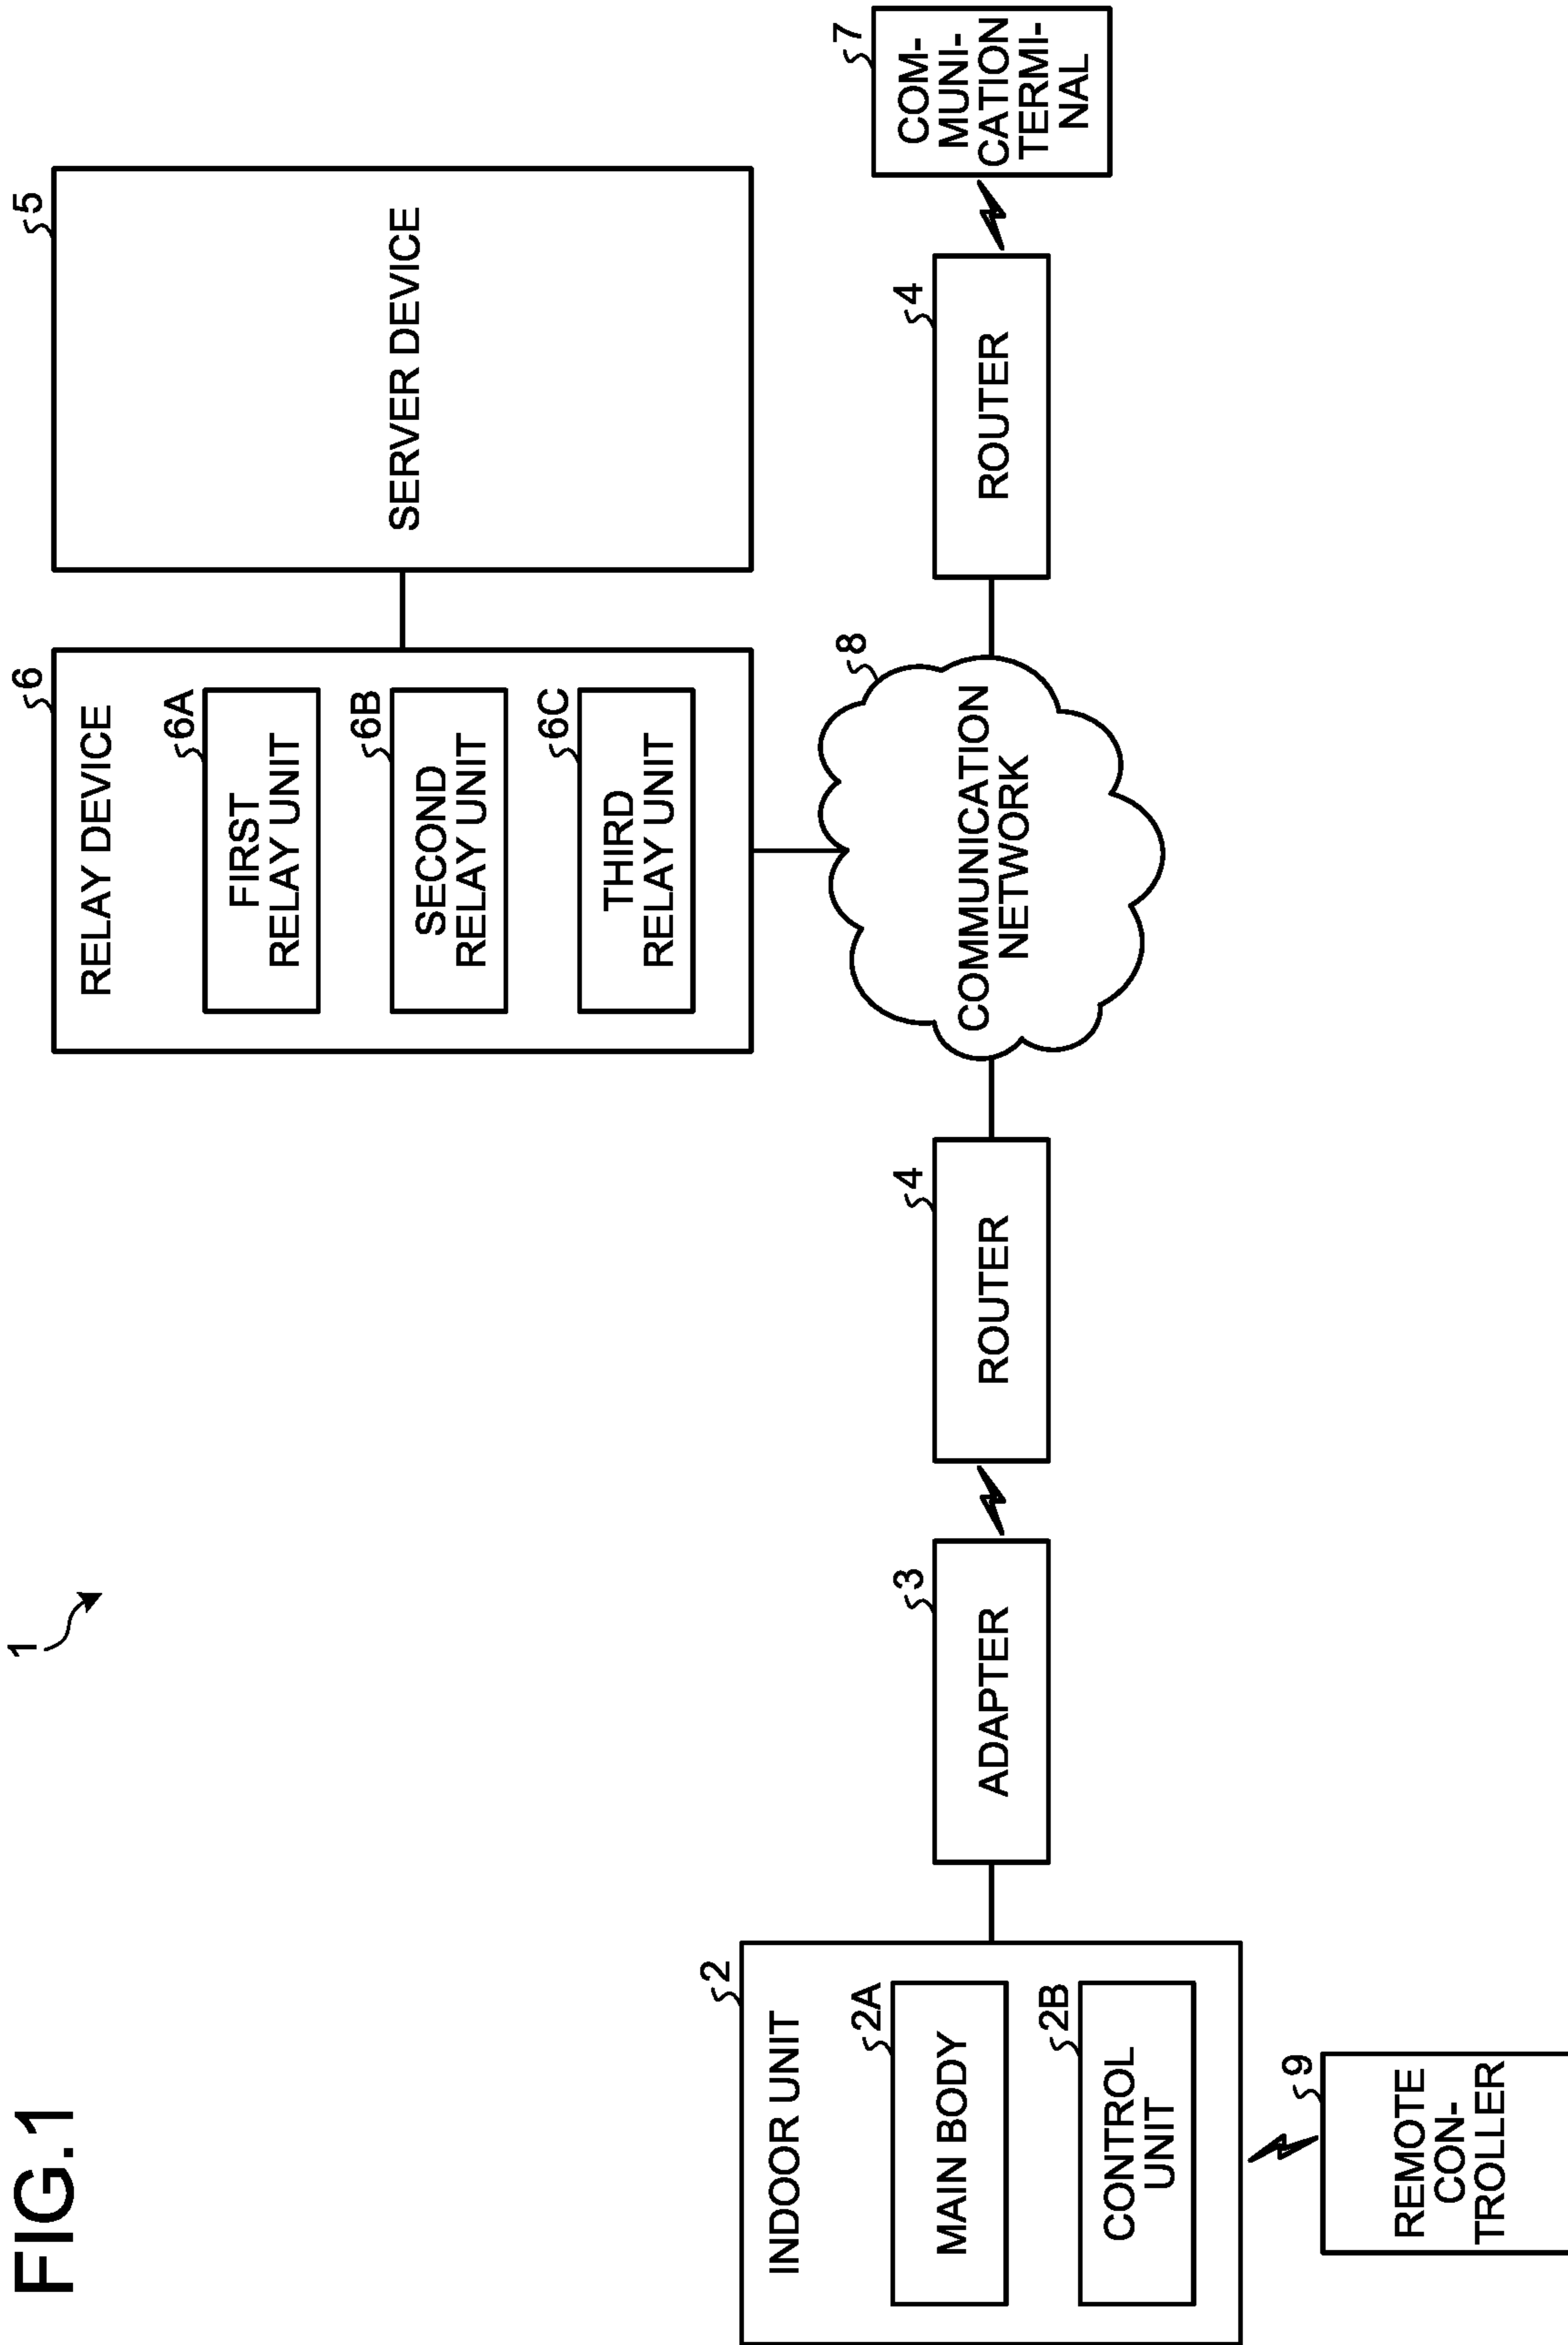 FIG.1
1
6
RELAY DEVICE
6A
FIRST
RELAY UNIT
6B
SECOND
RELAY UNIT
6C
THIRD
RELAY UNIT
5
SERVER DEVICE
2
INDOOR UNIT
2A
MAIN BODY
2B
CONTROL
UNIT
3
ADAPTER
4
ROUTER
8
COMMUNICATION
NETWORK
4
ROUTER
7
COM-
MUNI-
CATION
TERMI-
NAL
9
REMOTE
CON-
TROLLER